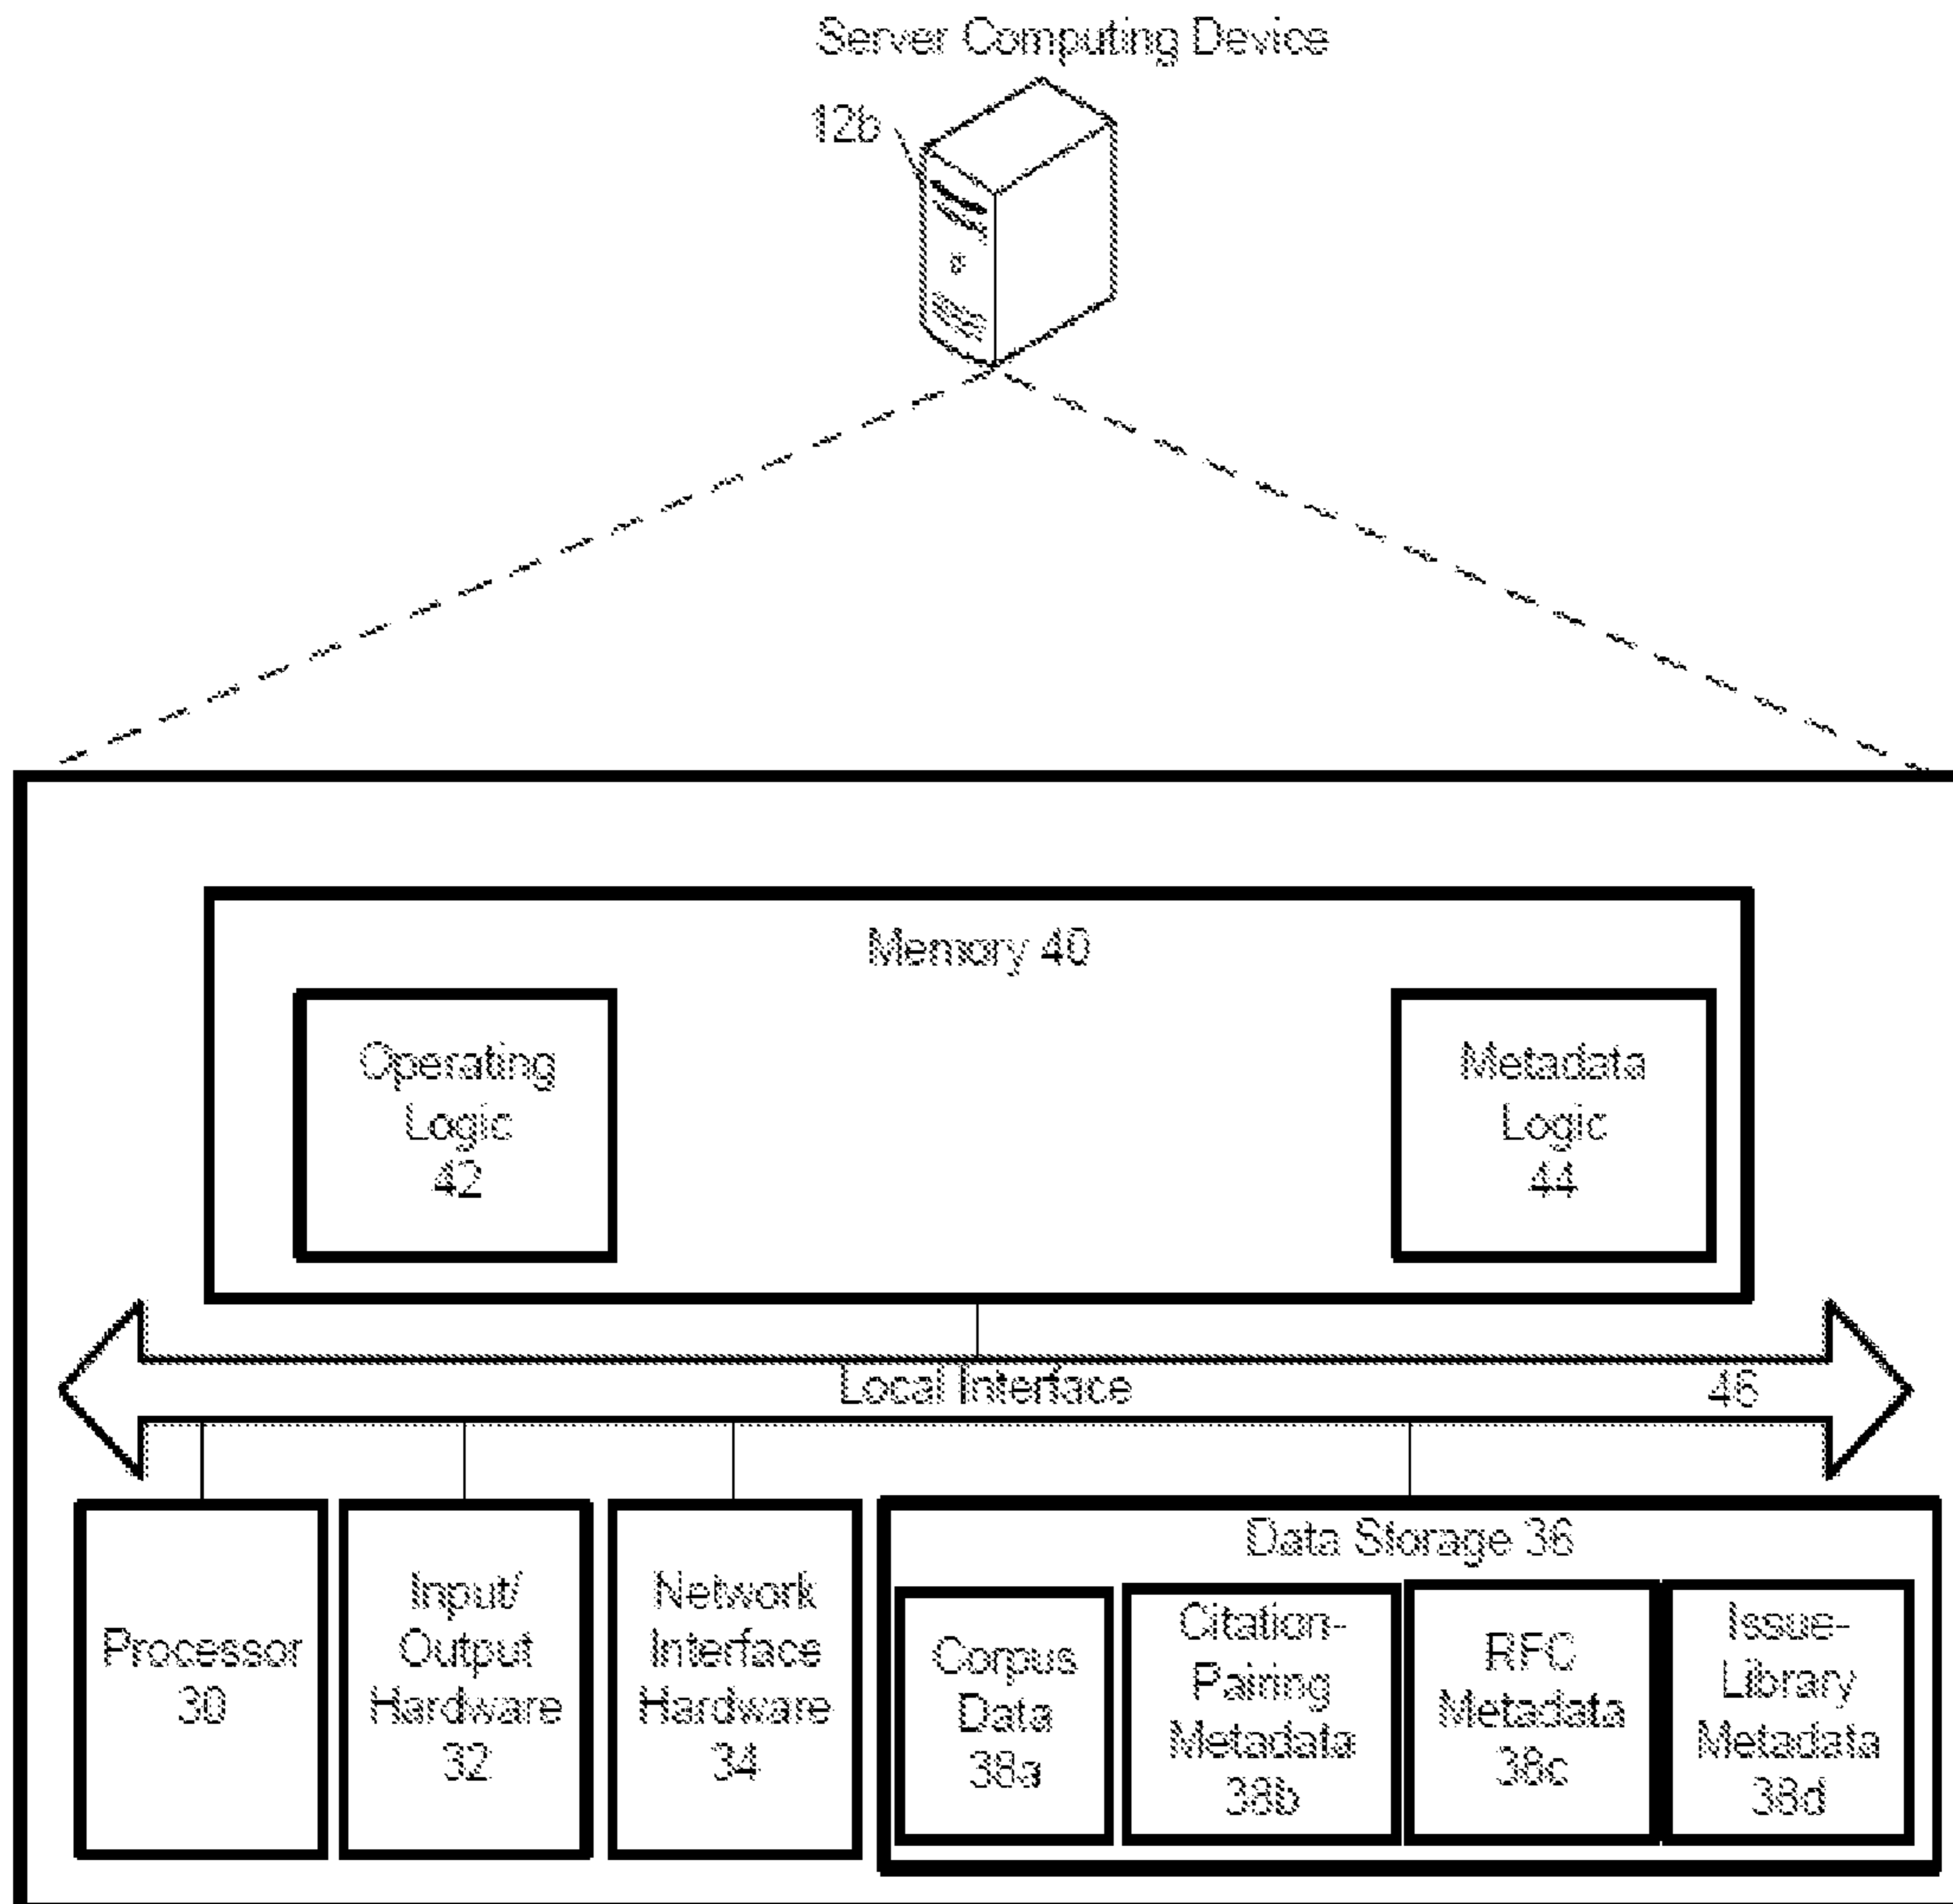 Server Computing Device
12b
Memory 40
Operating
Logic
42
Metadata
Logic
44
Local Interface
46
Processor
30
Input/
Output
Hardware
32
Network
Interface
Hardware
34
Data Storage 36
Corpus
Data
38a
Citation-
Pairing
Metadata
38b
RFC
Metadata
38c
Issue-
Library
Metadata
38d